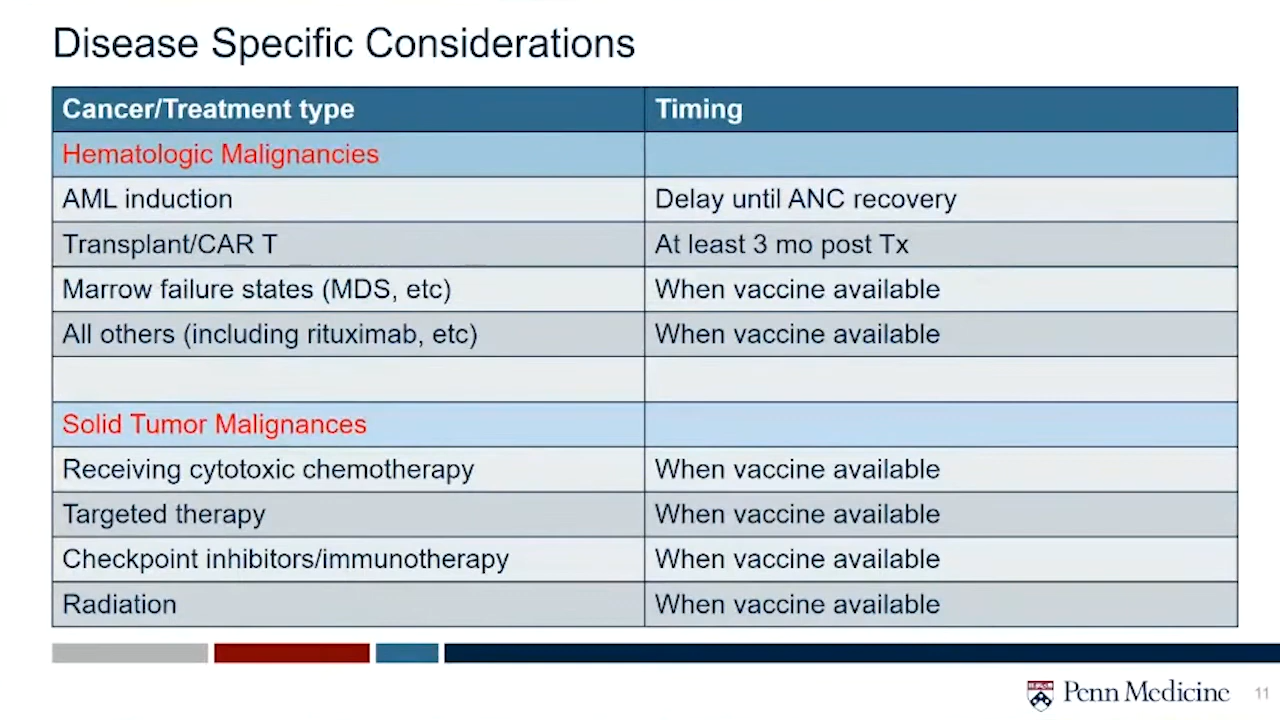 Disease Specific Considerations
Cancer/Treatment type Timing
Hematologic Malignancies
AML induction Delay until ANC recovery
Transplant/CAR T At least 3 mo post Tx
Marrow failure states (MDS, etc) When vaccine available
All others (including rituximab, etc) When vaccine available
Solid Tumor Malignances
Receiving cytotoxic chemotherapy When vaccine available
Targeted therapy When vaccine available
Checkpoint inhibitors/immunotherapy When vaccine available
Radiation When vaccine available
Penn Medicine 11